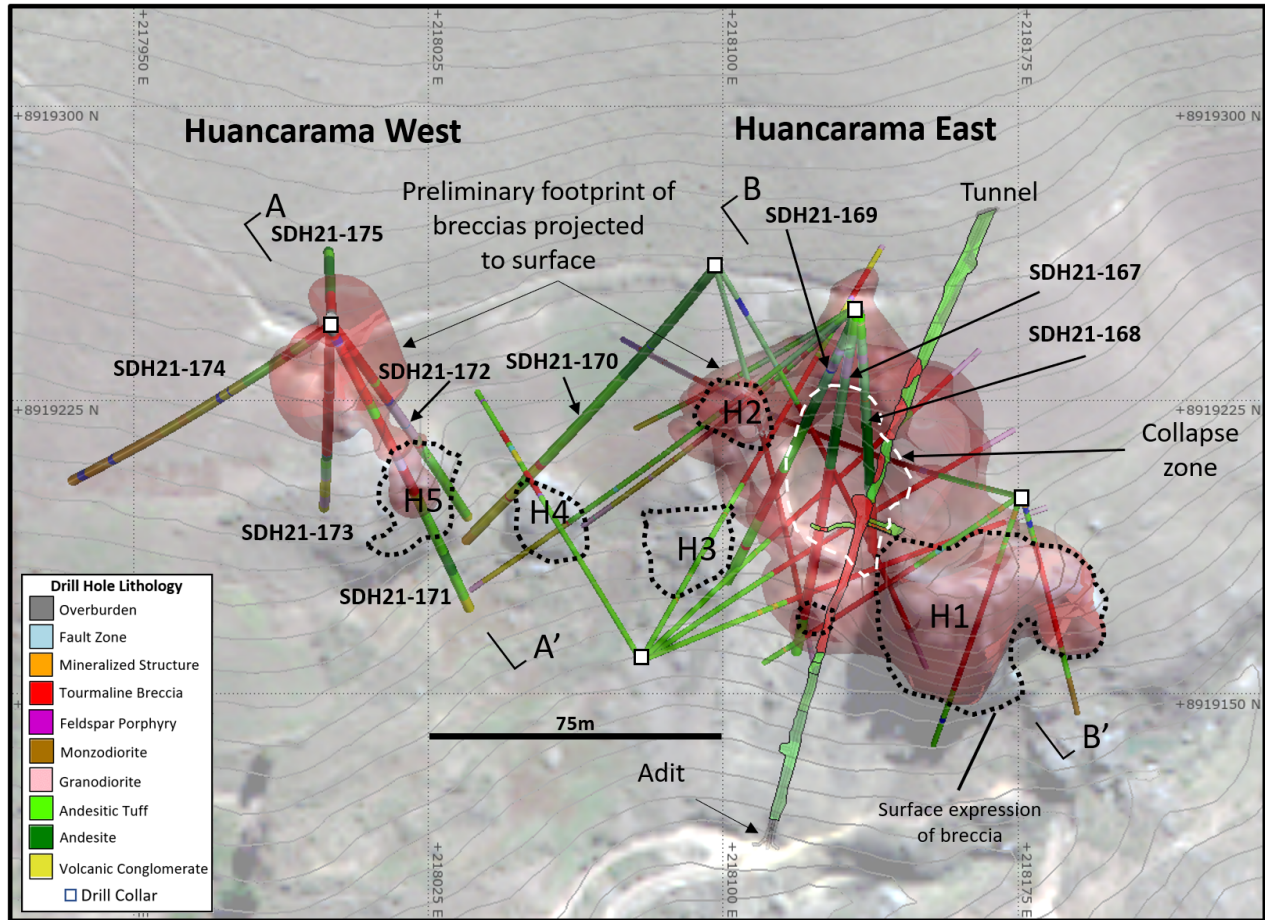 +217950 E
+218025 E
+218100 E
+218175 E
+8919300 N
+8919300 N
Huancarama West
Huancarama East
Preliminary footprint of
breccias projected
to surface
A
SDH21-175
B
SDH21-169
Tunnel
SDH21-167
SDH21-168
SDH21-174
SDH21-172
SDH21-170
+8919225 N
+8919225 N
Collapse
zone
H2
H5
H4
H3
H1
SDH21-173
SDH21-171
A’
B’
75m
+8919150 N
Adit
Surface expression
of breccia
Drill Hole Lithology
Overburden
Fault Zone
Mineralized Structure
Tourmaline Breccia
Feldspar Porphyry
Monzodiorite
Granodiorite
Andesitic Tuff
Andesite
Volcanic Conglomerate
Drill Collar
+218025 E
+218100 E
+218175 E